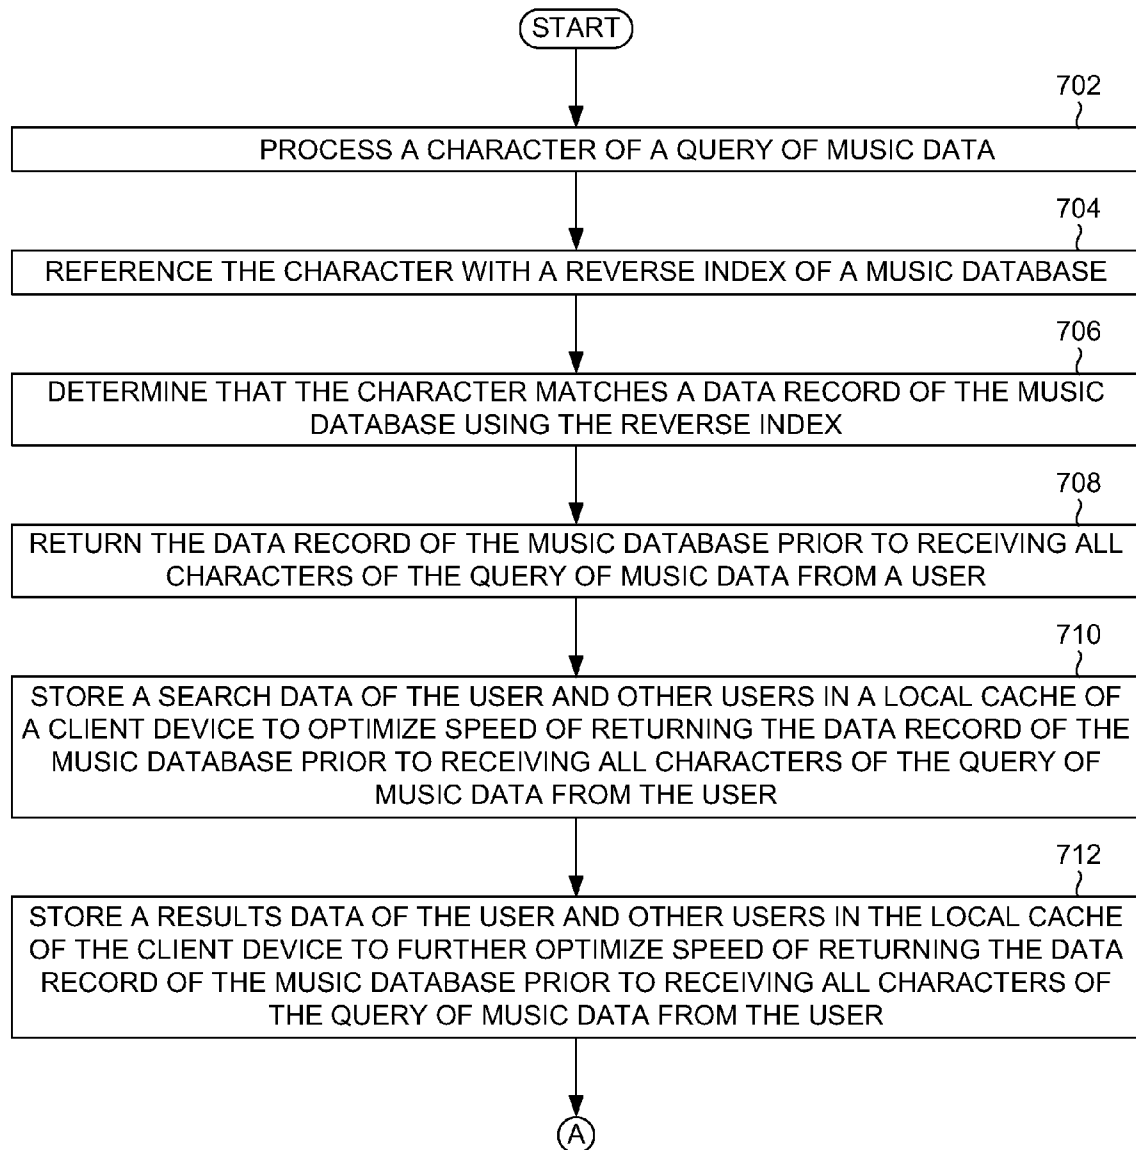 START
702
PROCESS A CHARACTER OF A QUERY OF MUSIC DATA
704
REFERENCE THE CHARACTER WITH A REVERSE INDEX OF A MUSIC DATABASE
706
DETERMINE THAT THE CHARACTER MATCHES A DATA RECORD OF THE MUSIC
DATABASE USING THE REVERSE INDEX
708
RETURN THE DATA RECORD OF THE MUSIC DATABASE PRIOR TO RECEIVING ALL
CHARACTERS OF THE QUERY OF MUSIC DATA FROM A USER
710
STORE A SEARCH DATA OF THE USER AND OTHER USERS IN A LOCAL CACHE OF
A CLIENT DEVICE TO OPTIMIZE SPEED OF RETURNING THE DATA RECORD OF THE
MUSIC DATABASE PRIOR TO RECEIVING ALL CHARACTERS OF THE QUERY OF
MUSIC DATA FROM THE USER
712
STORE A RESULTS DATA OF THE USER AND OTHER USERS IN THE LOCAL CACHE
OF THE CLIENT DEVICE TO FURTHER OPTIMIZE SPEED OF RETURNING THE DATA
RECORD OF THE MUSIC DATABASE PRIOR TO RECEIVING ALL CHARACTERS OF
THE QUERY OF MUSIC DATA FROM THE USER
A